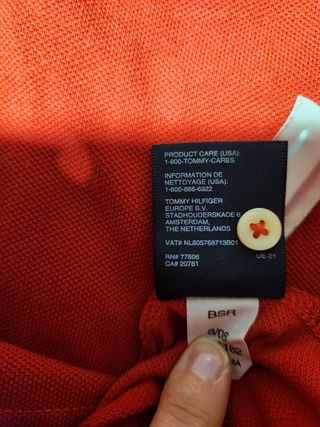 PRODUCT CARE (USA):
1-800-TOMMY-CARES
INFORMATION DE
NETTOYAGE (USA):
1-800-866-6922
TOMMY HILFIGER
EUROPE B.V.
STADHOUDERSKADE 6
AMSTERDAM,
THE NETHERLANDS
VAT# NL805768713B01
RN# 77806
CA# 20781
UE-21
BSR